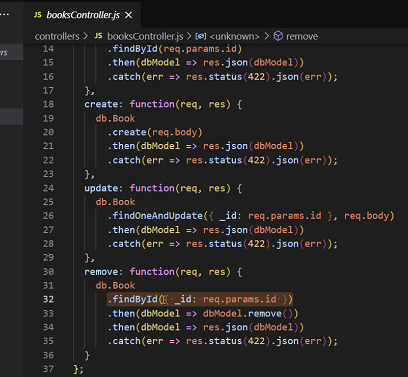 booksController.js
controllers > booksController.js > <unknown> > remove
14 .findById(req.params.id)
15 .then(dbModel => res.json(dbModel))
16 .catch(err => res.status(422).json(err));
17 },
18 create: function(req, res) {
19 db.Book
20 .create(req.body)
21 .then(dbModel => res.json(dbModel))
22 .catch(err => res.status(422).json(err));
23 },
24 update: function(req, res) {
25 db.Book
26 .findOneAndUpdate({ _id: req.params.id }, req.body)
27 .then(dbModel => res.json(dbModel))
28 .catch(err => res.status(422).json(err));
29 },
30 remove: function(req, res) {
31 db.Book
32 .findById({ _id: req.params.id })
33 .then(dbModel => dbModel.remove())
34 .then(dbModel => res.json(dbModel))
35 .catch(err => res.status(422).json(err));
36 }
37 };